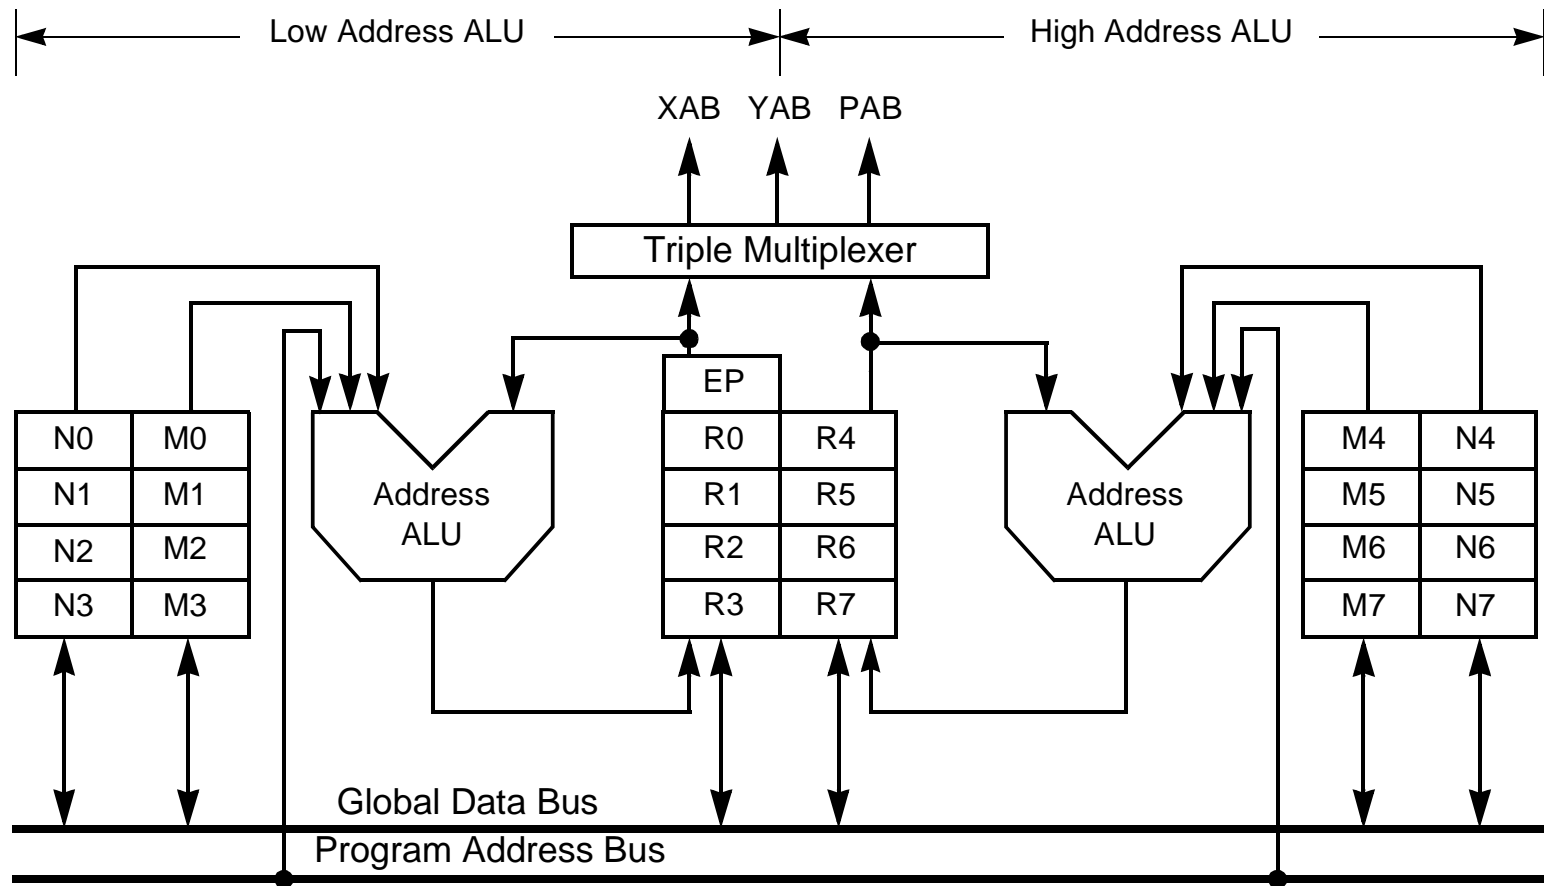 Low Address ALU
High Address ALU
XAB YAB PAB
Triple Multiplexer
EP
N0 M0
R0 R4
M4 N4
N1 M1
Address
ALU
R1 R5
Address
ALU
M5 N5
N2 M2
R2 R6
M6 N6
N3 M3
R3 R7
M7 N7
Global Data Bus
Program Address Bus